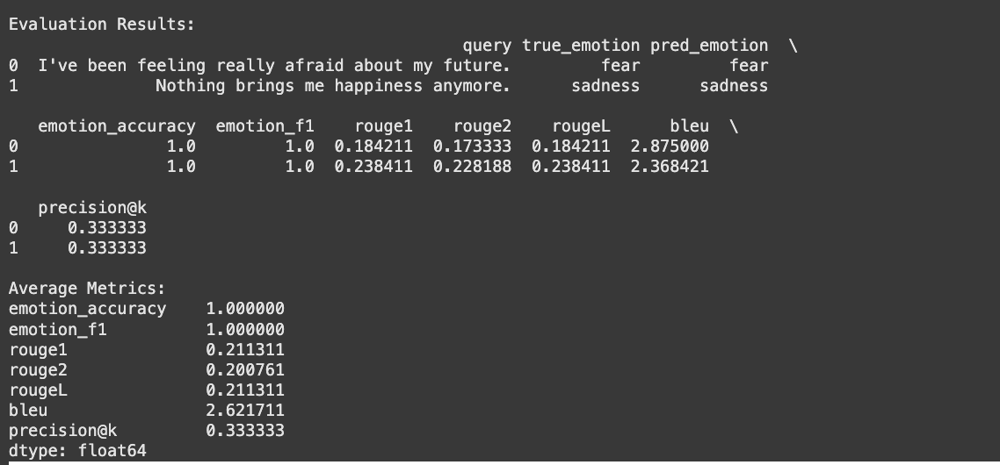 Evaluation Results:
                                              query true_emotion pred_emotion  \
0  I've been feeling really afraid about my future.         fear         fear
1              Nothing brings me happiness anymore.      sadness      sadness

   emotion_accuracy  emotion_f1    rouge1    rouge2    rougeL      bleu  \
0               1.0         1.0  0.184211  0.173333  0.184211  2.875000
1               1.0         1.0  0.238411  0.228188  0.238411  2.368421

   precision@k
0     0.333333
1     0.333333

Average Metrics:
emotion_accuracy    1.000000
emotion_f1          1.000000
rouge1              0.211311
rouge2              0.200761
rougeL              0.211311
bleu                2.621711
precision@k         0.333333
dtype: float64